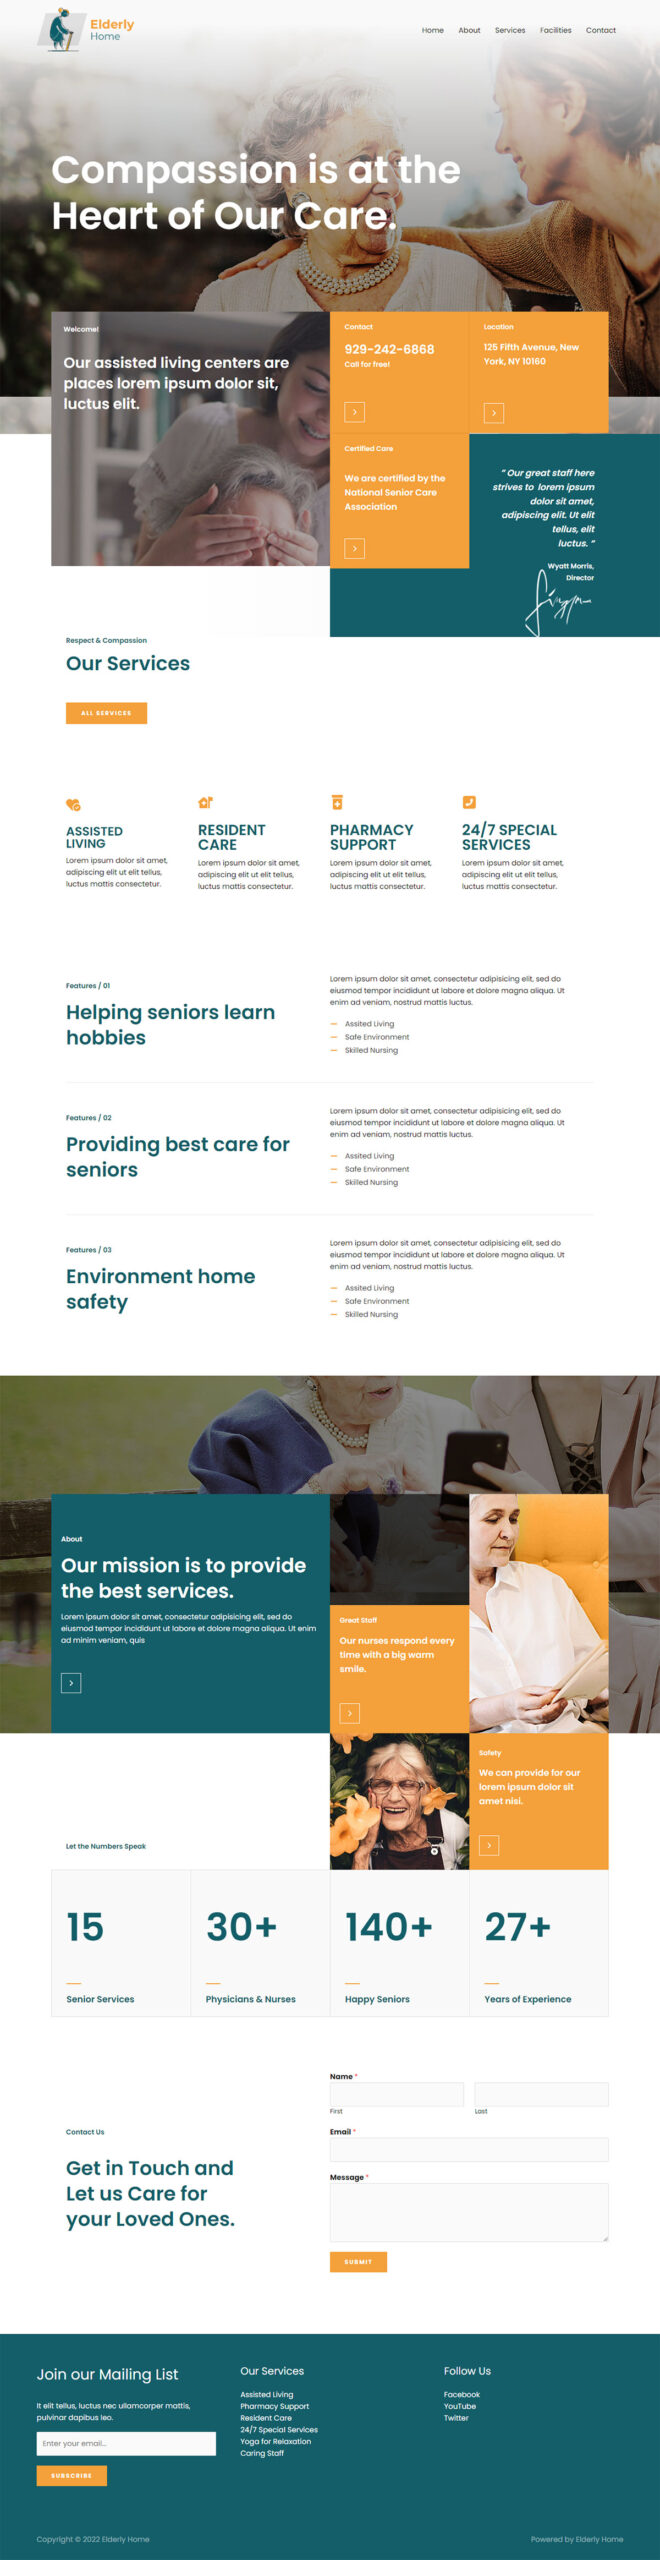 Elderly
Home
Home
About
Services
Facilities
Contact
Compassion is at the
Heart of Our Care.
Welcome!
Our assisted living centers are
places lorem ipsum dolor sit,
luctus elit.
Contact
929-242-6868
Call for free!
Location
125 Fifth Avenue, New
York, NY 10160
Certified Care
We are certified by the
National Senior Care
Association
“ Our great staff here
strives to lorem ipsum
dolor sit amet,
adipiscing elit. Ut elit
tellus, elit
luctus. ”
Wyatt Morris,
Director
Respect & Compassion
Our Services
ALL SERVICES
ASSISTED
LIVING
Lorem ipsum dolor sit amet,
adipiscing elit ut elit tellus,
luctus mattis consectetur.
RESIDENT
CARE
Lorem ipsum dolor sit amet,
adipiscing elit ut elit tellus,
luctus mattis consectetur.
PHARMACY
SUPPORT
Lorem ipsum dolor sit amet,
adipiscing elit ut elit tellus,
luctus mattis consectetur.
24/7 SPECIAL
SERVICES
Lorem ipsum dolor sit amet,
adipiscing elit ut elit tellus,
luctus mattis consectetur.
Features / 01
Helping seniors learn
hobbies
Lorem ipsum dolor sit amet, consectetur adipisicing elit, sed do
eiusmod tempor incididunt ut labore et dolore magna aliqua. Ut
enim ad veniam, nostrud mattis luctus.
Assited Living
Safe Environment
Skilled Nursing
Features / 02
Providing best care for
seniors
Lorem ipsum dolor sit amet, consectetur adipisicing elit, sed do
eiusmod tempor incididunt ut labore et dolore magna aliqua. Ut
enim ad veniam, nostrud mattis luctus.
Assited Living
Safe Environment
Skilled Nursing
Features / 03
Environment home
safety
Lorem ipsum dolor sit amet, consectetur adipisicing elit, sed do
eiusmod tempor incididunt ut labore et dolore magna aliqua. Ut
enim ad veniam, nostrud mattis luctus.
Assited Living
Safe Environment
Skilled Nursing
About
Our mission is to provide
the best services.
Lorem ipsum dolor sit amet, consectetur adipisicing elit, sed do
eiusmod tempor incididunt ut labore et dolore magna aliqua. Ut enim
ad minim veniam, quis
Great Staff
Our nurses respond every
time with a big warm
smile.
Safety
We can provide for our
lorem ipsum dolor sit
amet nisi.
Let the Numbers Speak
15
Senior Services
30+
Physicians & Nurses
140+
Happy Seniors
27+
Years of Experience
Contact Us
Get in Touch and
Let us Care for
your Loved Ones.
Name *
First
Last
Email *
Message *
SUBMIT
Join our Mailing List
It elit tellus, luctus nec ullamcorper mattis,
pulvinar dapibus leo.
Enter your email...
SUBSCRIBE
Our Services
Assisted Living
Pharmacy Support
Resident Care
24/7 Special Services
Yoga for Relaxation
Caring Staff
Follow Us
Facebook
YouTube
Twitter
Copyright © 2022 Elderly Home
Powered by Elderly Home